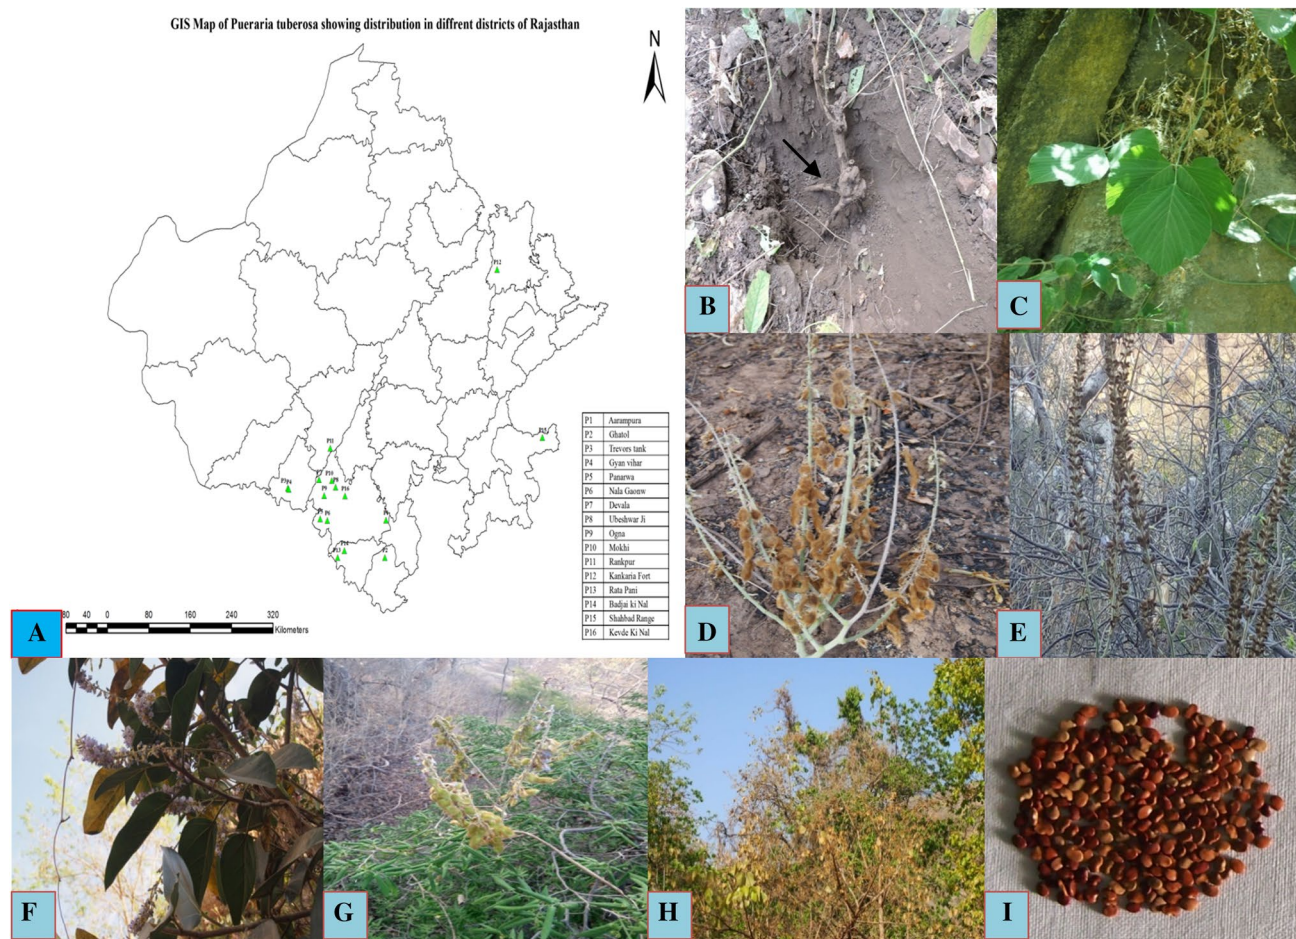 GIS Map of Pueraria tuberosa showing distribution in diffrent districts of Rajasthan
N
P12
P15
P11
P7 P10
P8
P9 P16
P3 P4
P5 P6
P14
P13 P2
P1 Aarampura
P2 Ghatol
P3 Trevors tank
P4 Gyan vihar
P5 Panarwa
P6 Nala Gaonw
P7 Devala
P8 Ubeshwar Ji
P9 Ogna
P10 Mokhi
P11 Rankpur
P12 Kankaria Fort
P13 Rata Pani
P14 Badjai ki Nal
P15 Shahbad Range
P16 Kevde Ki Nal
80 40 0 80 160 240 320
Kilometers
A
B
C
D
E
F
G
H
I